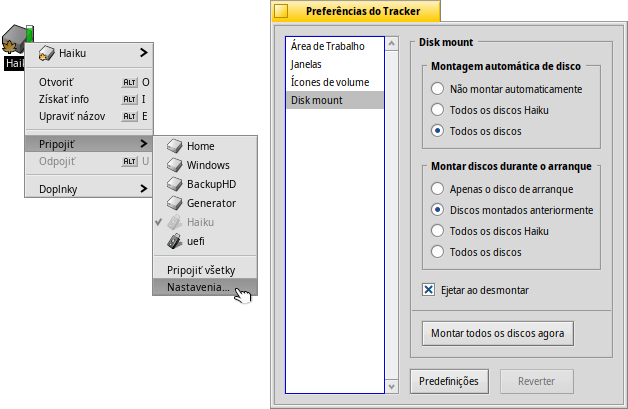 Haik
Haiku
Otvoriť ALT O
Získať info ALT I
Upraviť názov ALT E
Pripojiť
Odpojiť ALT U
Doplnky
Home
Windows
BackupHD
Generator
Haiku
uefi
Pripojiť všetky
Nastavenia...
Preferências do Tracker
Área de Trabalho
Janelas
Ícones de volume
Disk mount
Disk mount
Montagem automática de disco
Não montar automaticamente
Todos os discos Haiku
Todos os discos
Montar discos durante o arranque
Apenas o disco de arranque
Discos montados anteriormente
Todos os discos Haiku
Todos os discos
Ejetar ao desmontar
Montar todos os discos agora
Predefinições
Reverter